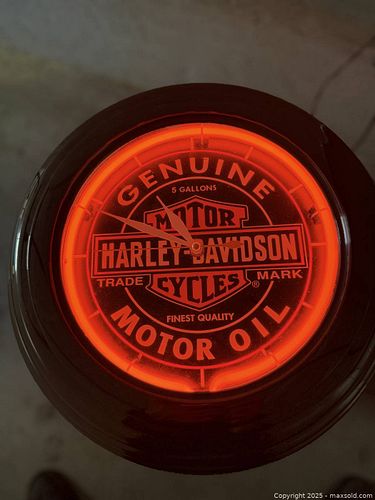 GENUINE
5 GALLONS
MOTOR
HARLEY-DAVIDSON
TRADE MARK
CYCLES®
FINEST QUALITY
MOTOR OIL
Copyright 2025 - maxsold.com